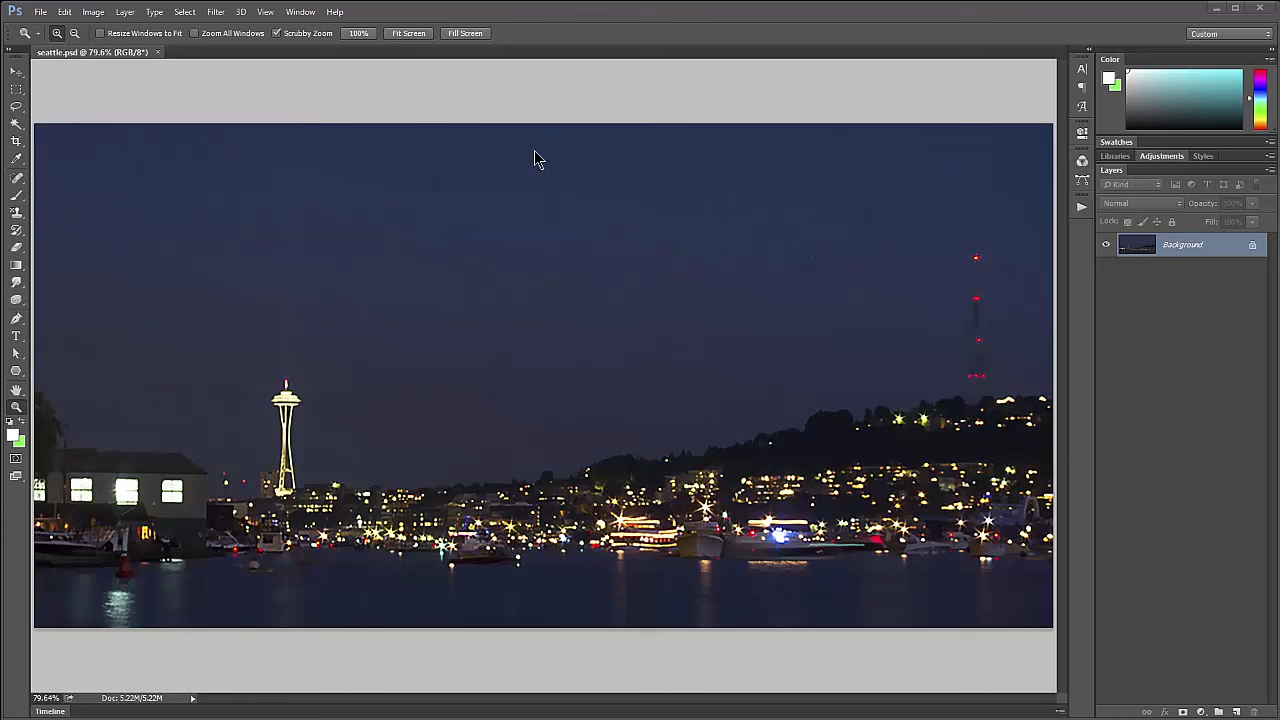 Ps File Edit Image Layer Type Select Filter 3D View Window Help
Resize Windows to Fit Zoom All Windows Scrubby Zoom 100% Fit Screen Fill Screen Custom
seattle.psd @ 79.6% (RGB/8*) ×
Color
Swatches
Libraries Adjustments Styles
Layers
Kind
Normal Opacity: 100%
Lock: Fill: 100%
Background
79.64% Doc: 5.22M/5.22M
Timeline